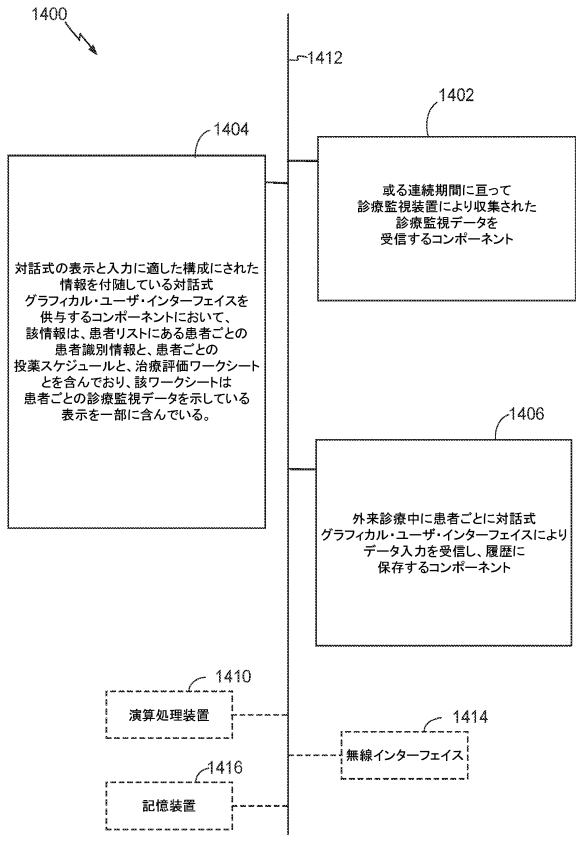 1400
1412
1402
或る連続期間に亘って
診療監視装置により収集された
診療監視データを
受信するコンポーネント
1404
対話式の表示と入力に適した構成にされた
情報を付随している対話式
グラフィカル・ユーザ・インターフェイスを
供与するコンポーネントにおいて、
該情報は、患者リストにある患者ごとの
患者識別情報と、患者ごとの
投薬スケジュールと、治療評価ワークシート
とを含んでおり、該ワークシートは
患者ごとの診療監視データを示している
表示を一部に含んでいる。
1406
外来診療中に患者ごとに対話式
グラフィカル・ユーザ・インターフェイスにより
データ入力を受信し、履歴に
保存するコンポーネント
1410
演算処理装置
1414
無線インターフェイス
1416
記憶装置